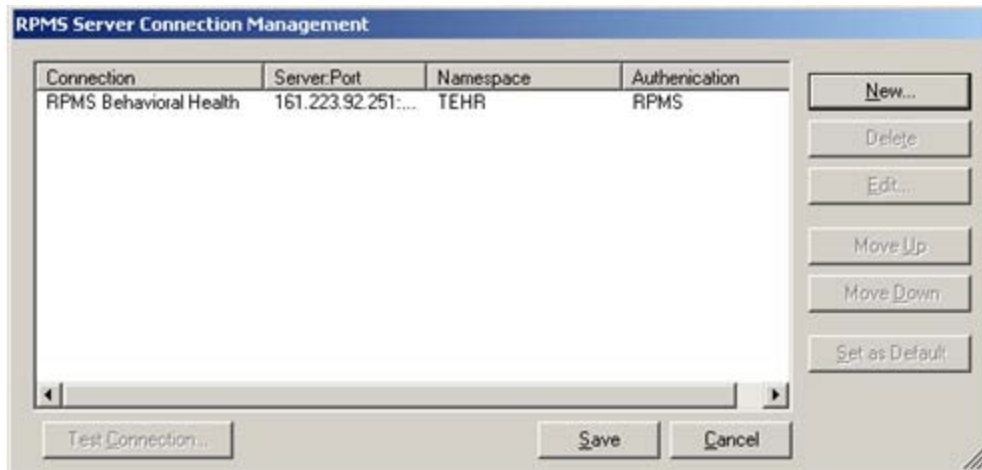 RPMS Server Connection Management
Connection Server:Port Namespace Authenication
RPMS Behavioral Health 161.223.92.251:... TEHR RPMS
New...
Delete
Edit...
Move Up
Move Down
Set as Default
Test Connection...
Save Cancel